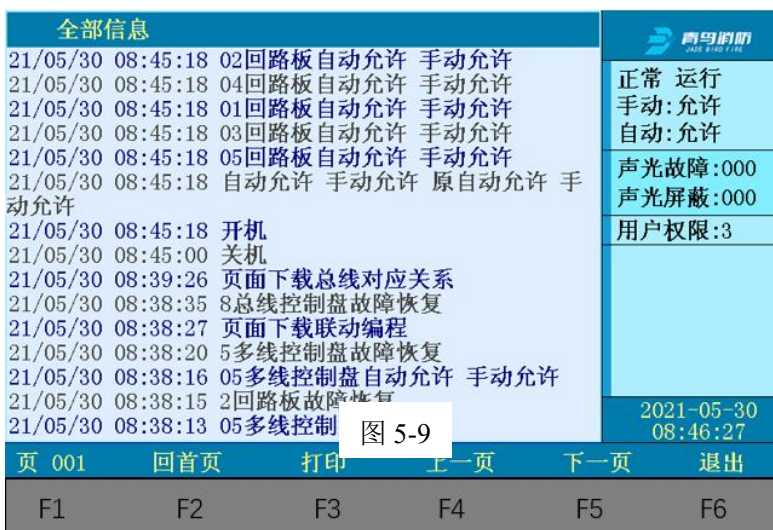 全部信息
21/05/30 08:45:18 02回路板自动允许 手动允许
21/05/30 08:45:18 04回路板自动允许 手动允许
21/05/30 08:45:18 01回路板自动允许 手动允许
21/05/30 08:45:18 03回路板自动允许 手动允许
21/05/30 08:45:18 05回路板自动允许 手动允许
21/05/30 08:45:18 自动允许 手动允许 原自动允许 手
动允许
21/05/30 08:45:18 开机
21/05/30 08:45:00 关机
21/05/30 08:39:26 页面下载总线对应关系
21/05/30 08:38:35 8总线控制盘故障恢复
21/05/30 08:38:27 页面下载联动编程
21/05/30 08:38:20 5多线控制盘故障恢复
21/05/30 08:38:16 05多线控制盘自动允许 手动允许
21/05/30 08:38:15 2回路板故障恢复
21/05/30 08:38:13 05多线控制
图 5-9
青鸟消防
JADE BIRD FIRE
正常 运行
手动:允许
自动:允许
声光故障:000
声光屏蔽:000
用户权限:3
2021-05-30
08:46:27
页 001 回首页 打印 上一页 下一页 退出
F1 F2 F3 F4 F5 F6